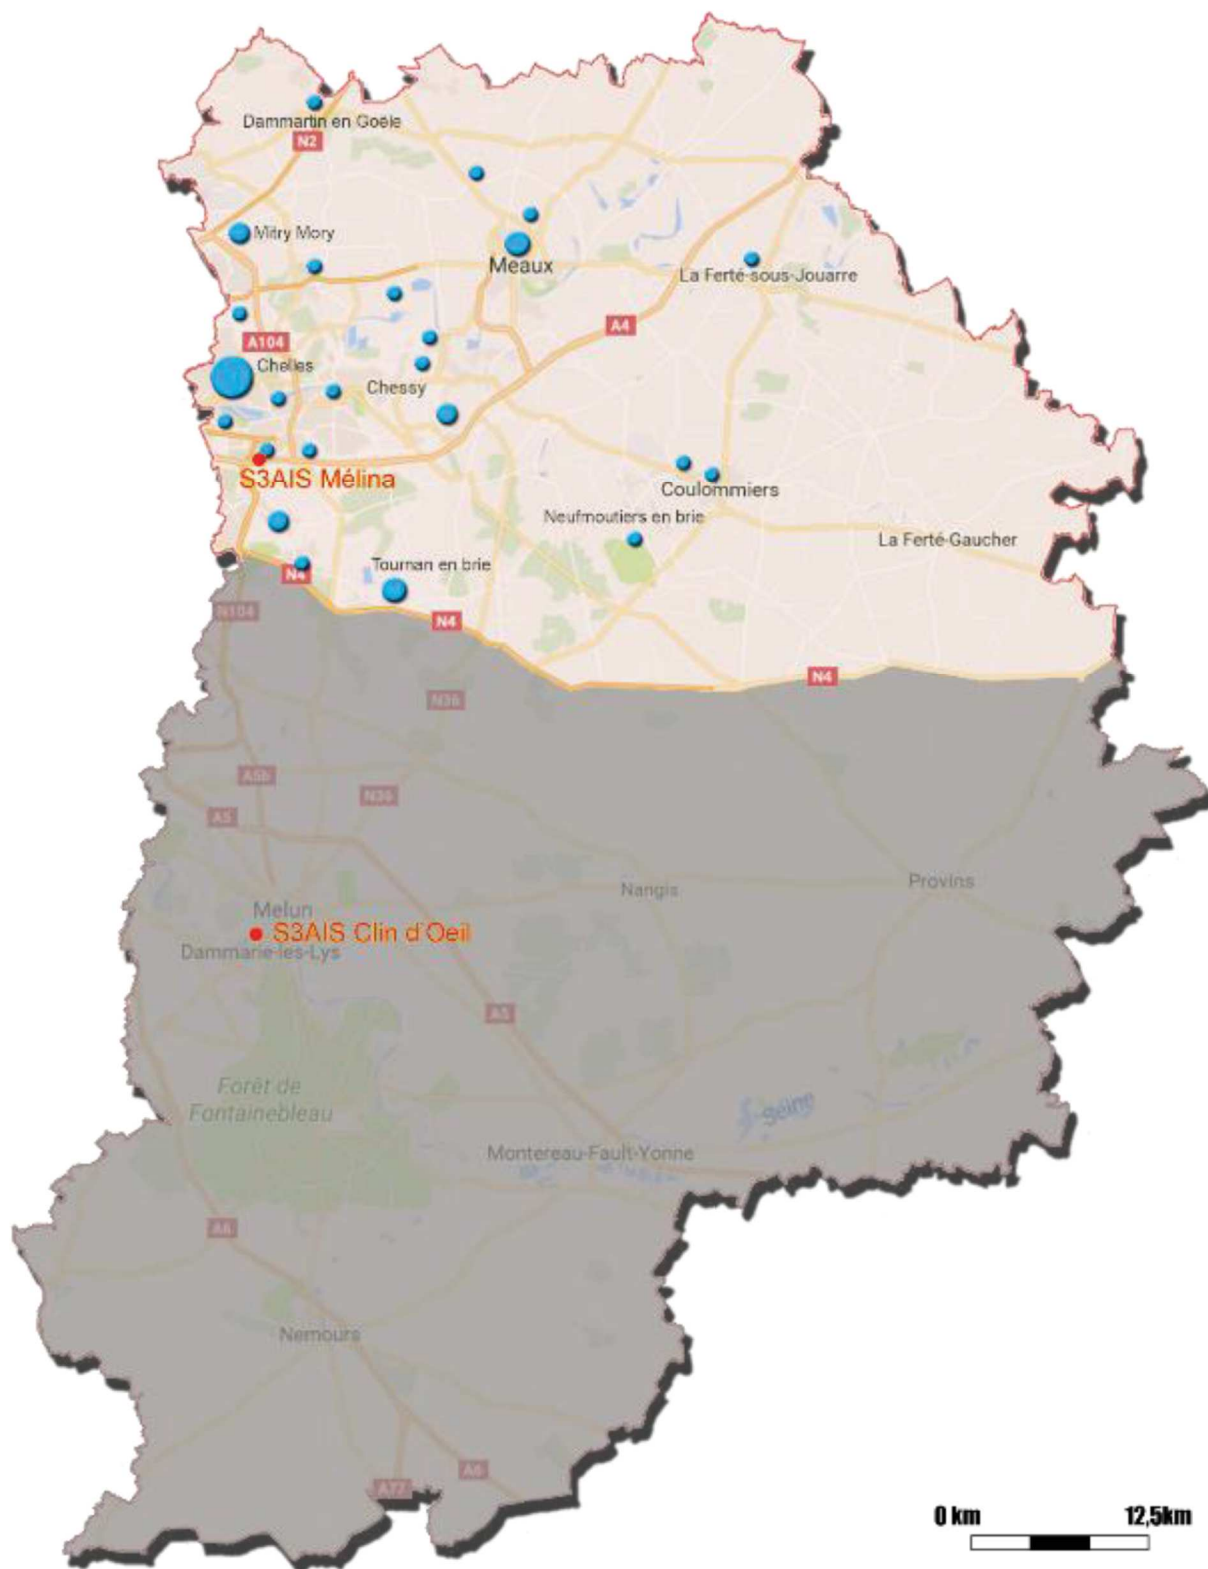 Dammartin en Goële
N2
Mitry Mory
Meaux
La Ferté-sous-Jouarre
A4
A104
Chelles
Chessy
S3AIS Mélina
Coulommiers
Neufmoutiers en brie
La Ferté-Gaucher
Tournan en brie
N4
N104
N4
N4
N36
A5b
N36
A5
Nangis
Provins
Melun
S3AIS Clin d'Oeil
Dammarie-les-Lys
A5
Forêt de
Fontainebleau
Seine
Montereau-Fault-Yonne
A6
Nemours
A6
A77
0 km 12,5km